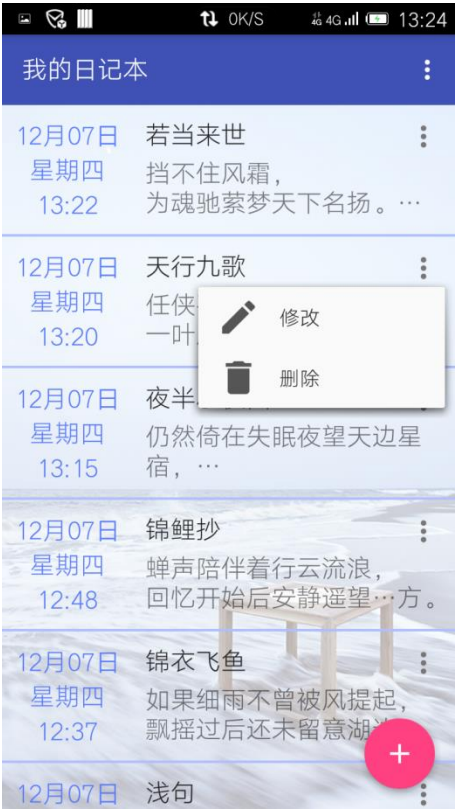 0K/S 4G 4G 13:24
我的日记本
12月07日
星期四
13:22
若当来世
挡不住风霜，
为魂驰萦梦天下名扬。…
12月07日
星期四
13:20
天行九歌
任侠
一叶
修改
删除
12月07日
星期四
13:15
夜半
仍然倚在失眠夜望天边星
宿，…
12月07日
星期四
12:48
锦鲤抄
蝉声陪伴着行云流浪，
回忆开始后安静遥望…方。
12月07日
星期四
12:37
锦衣飞鱼
如果细雨不曾被风提起，
飘摇过后还未留意湖
12月07日
浅句